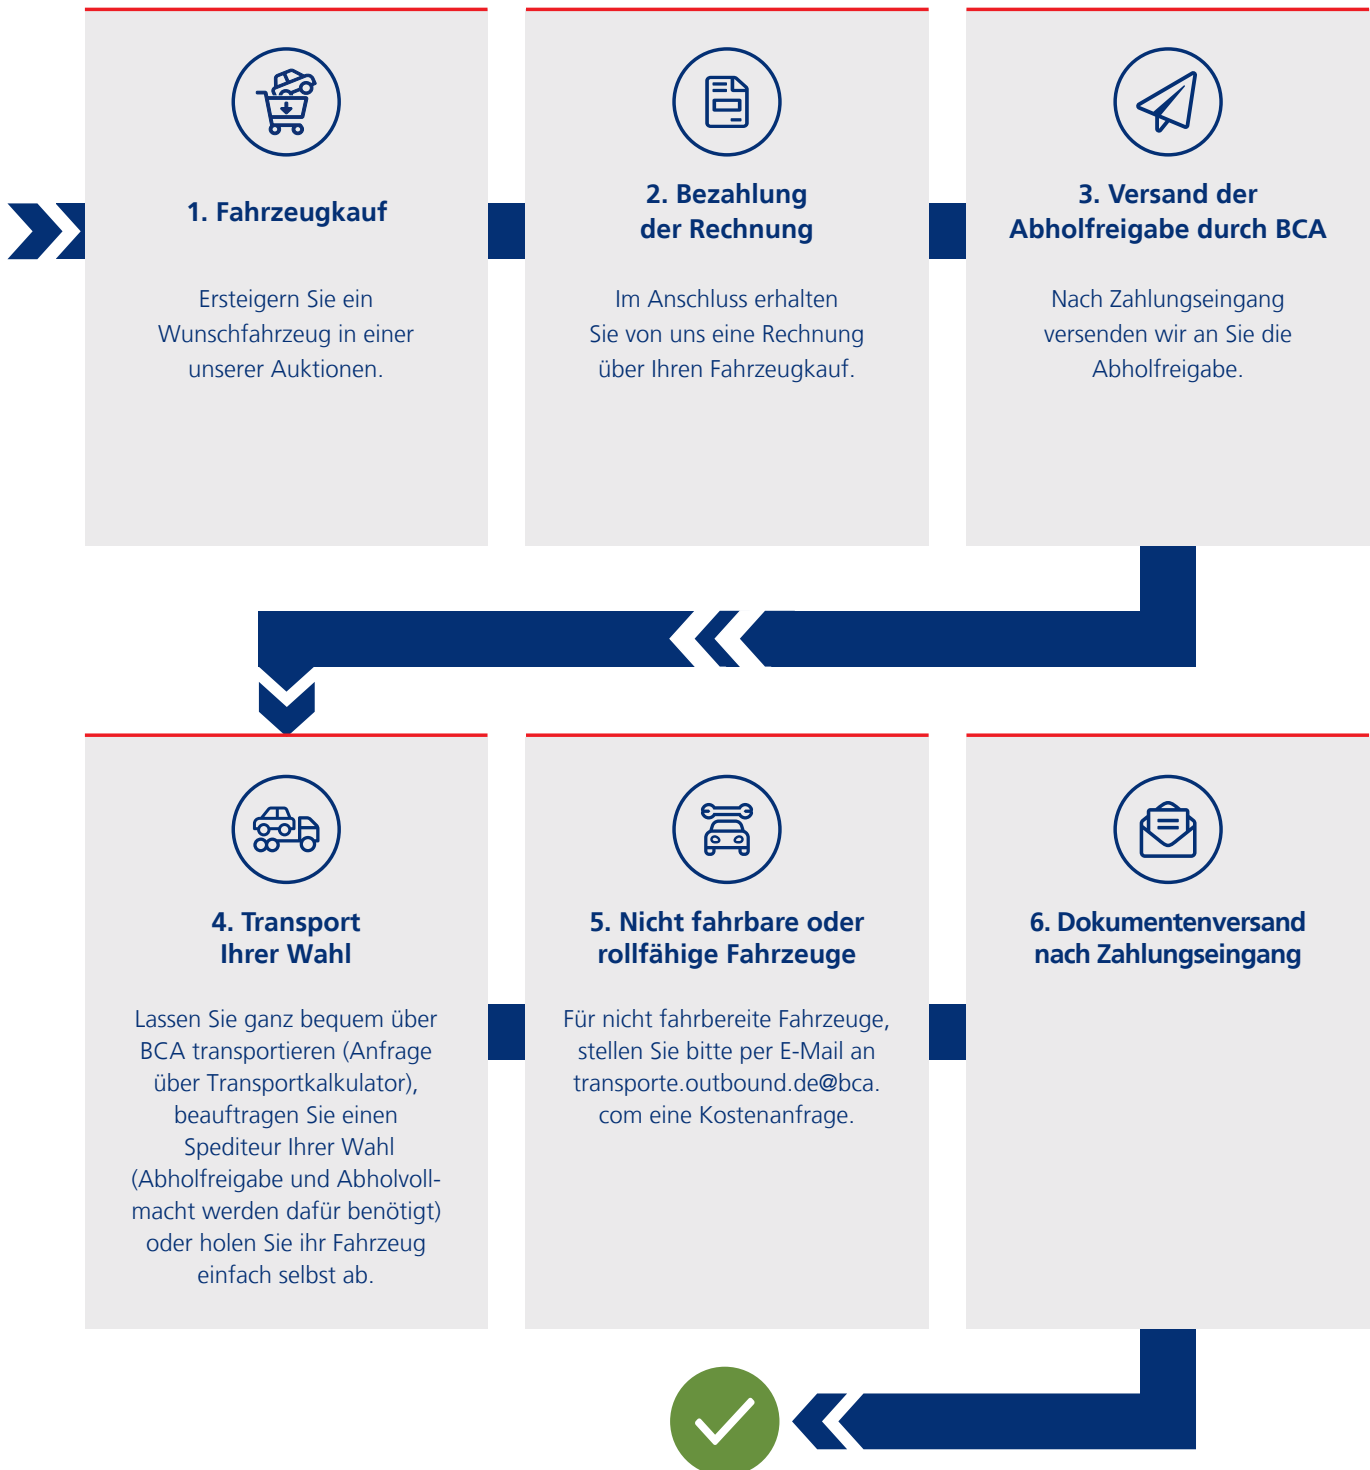 1. Fahrzeugkauf
Ersteigern Sie ein
Wunschfahrzeug in einer
unserer Auktionen.
2. Bezahlung
der Rechnung
Im Anschluss erhalten
Sie von uns eine Rechnung
über Ihren Fahrzeugkauf.
3. Versand der
Abholfreigabe durch BCA
Nach Zahlungseingang
versenden wir an Sie die
Abholfreigabe.
4. Transport
Ihrer Wahl
Lassen Sie ganz bequem über
BCA transportieren (Anfrage
über Transportkalkulator),
beauftragen Sie einen
Spediteur Ihrer Wahl
(Abholfreigabe und Abholvoll-
macht werden dafür benötigt)
oder holen Sie ihr Fahrzeug
einfach selbst ab.
5. Nicht fahrbare oder
rollfähige Fahrzeuge
Für nicht fahrbereite Fahrzeuge,
stellen Sie bitte per E-Mail an
transporte.outbound.de@bca.
com eine Kostenanfrage.
6. Dokumentenversand
nach Zahlungseingang